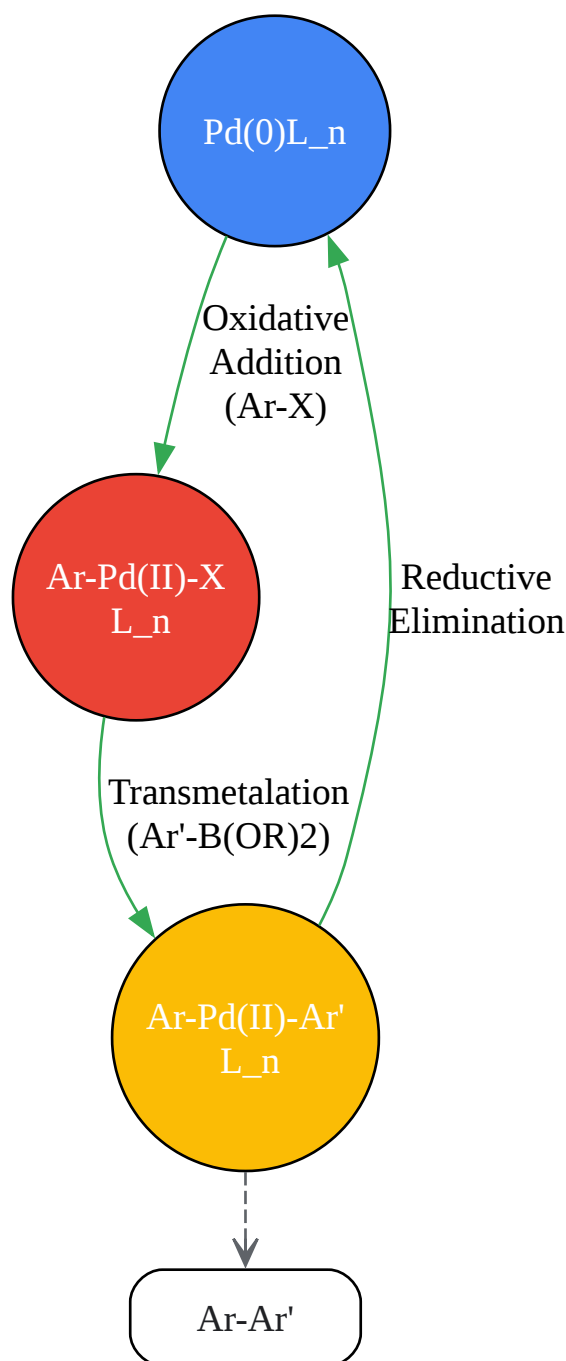 Pd(0)L_n
Oxidative
Addition
(Ar-X)
Ar-Pd(II)-X
L_n
Reductive
Elimination
Transmetalation
(Ar'-B(OR)2)
Ar-Pd(II)-Ar'
L_n
Ar-Ar'